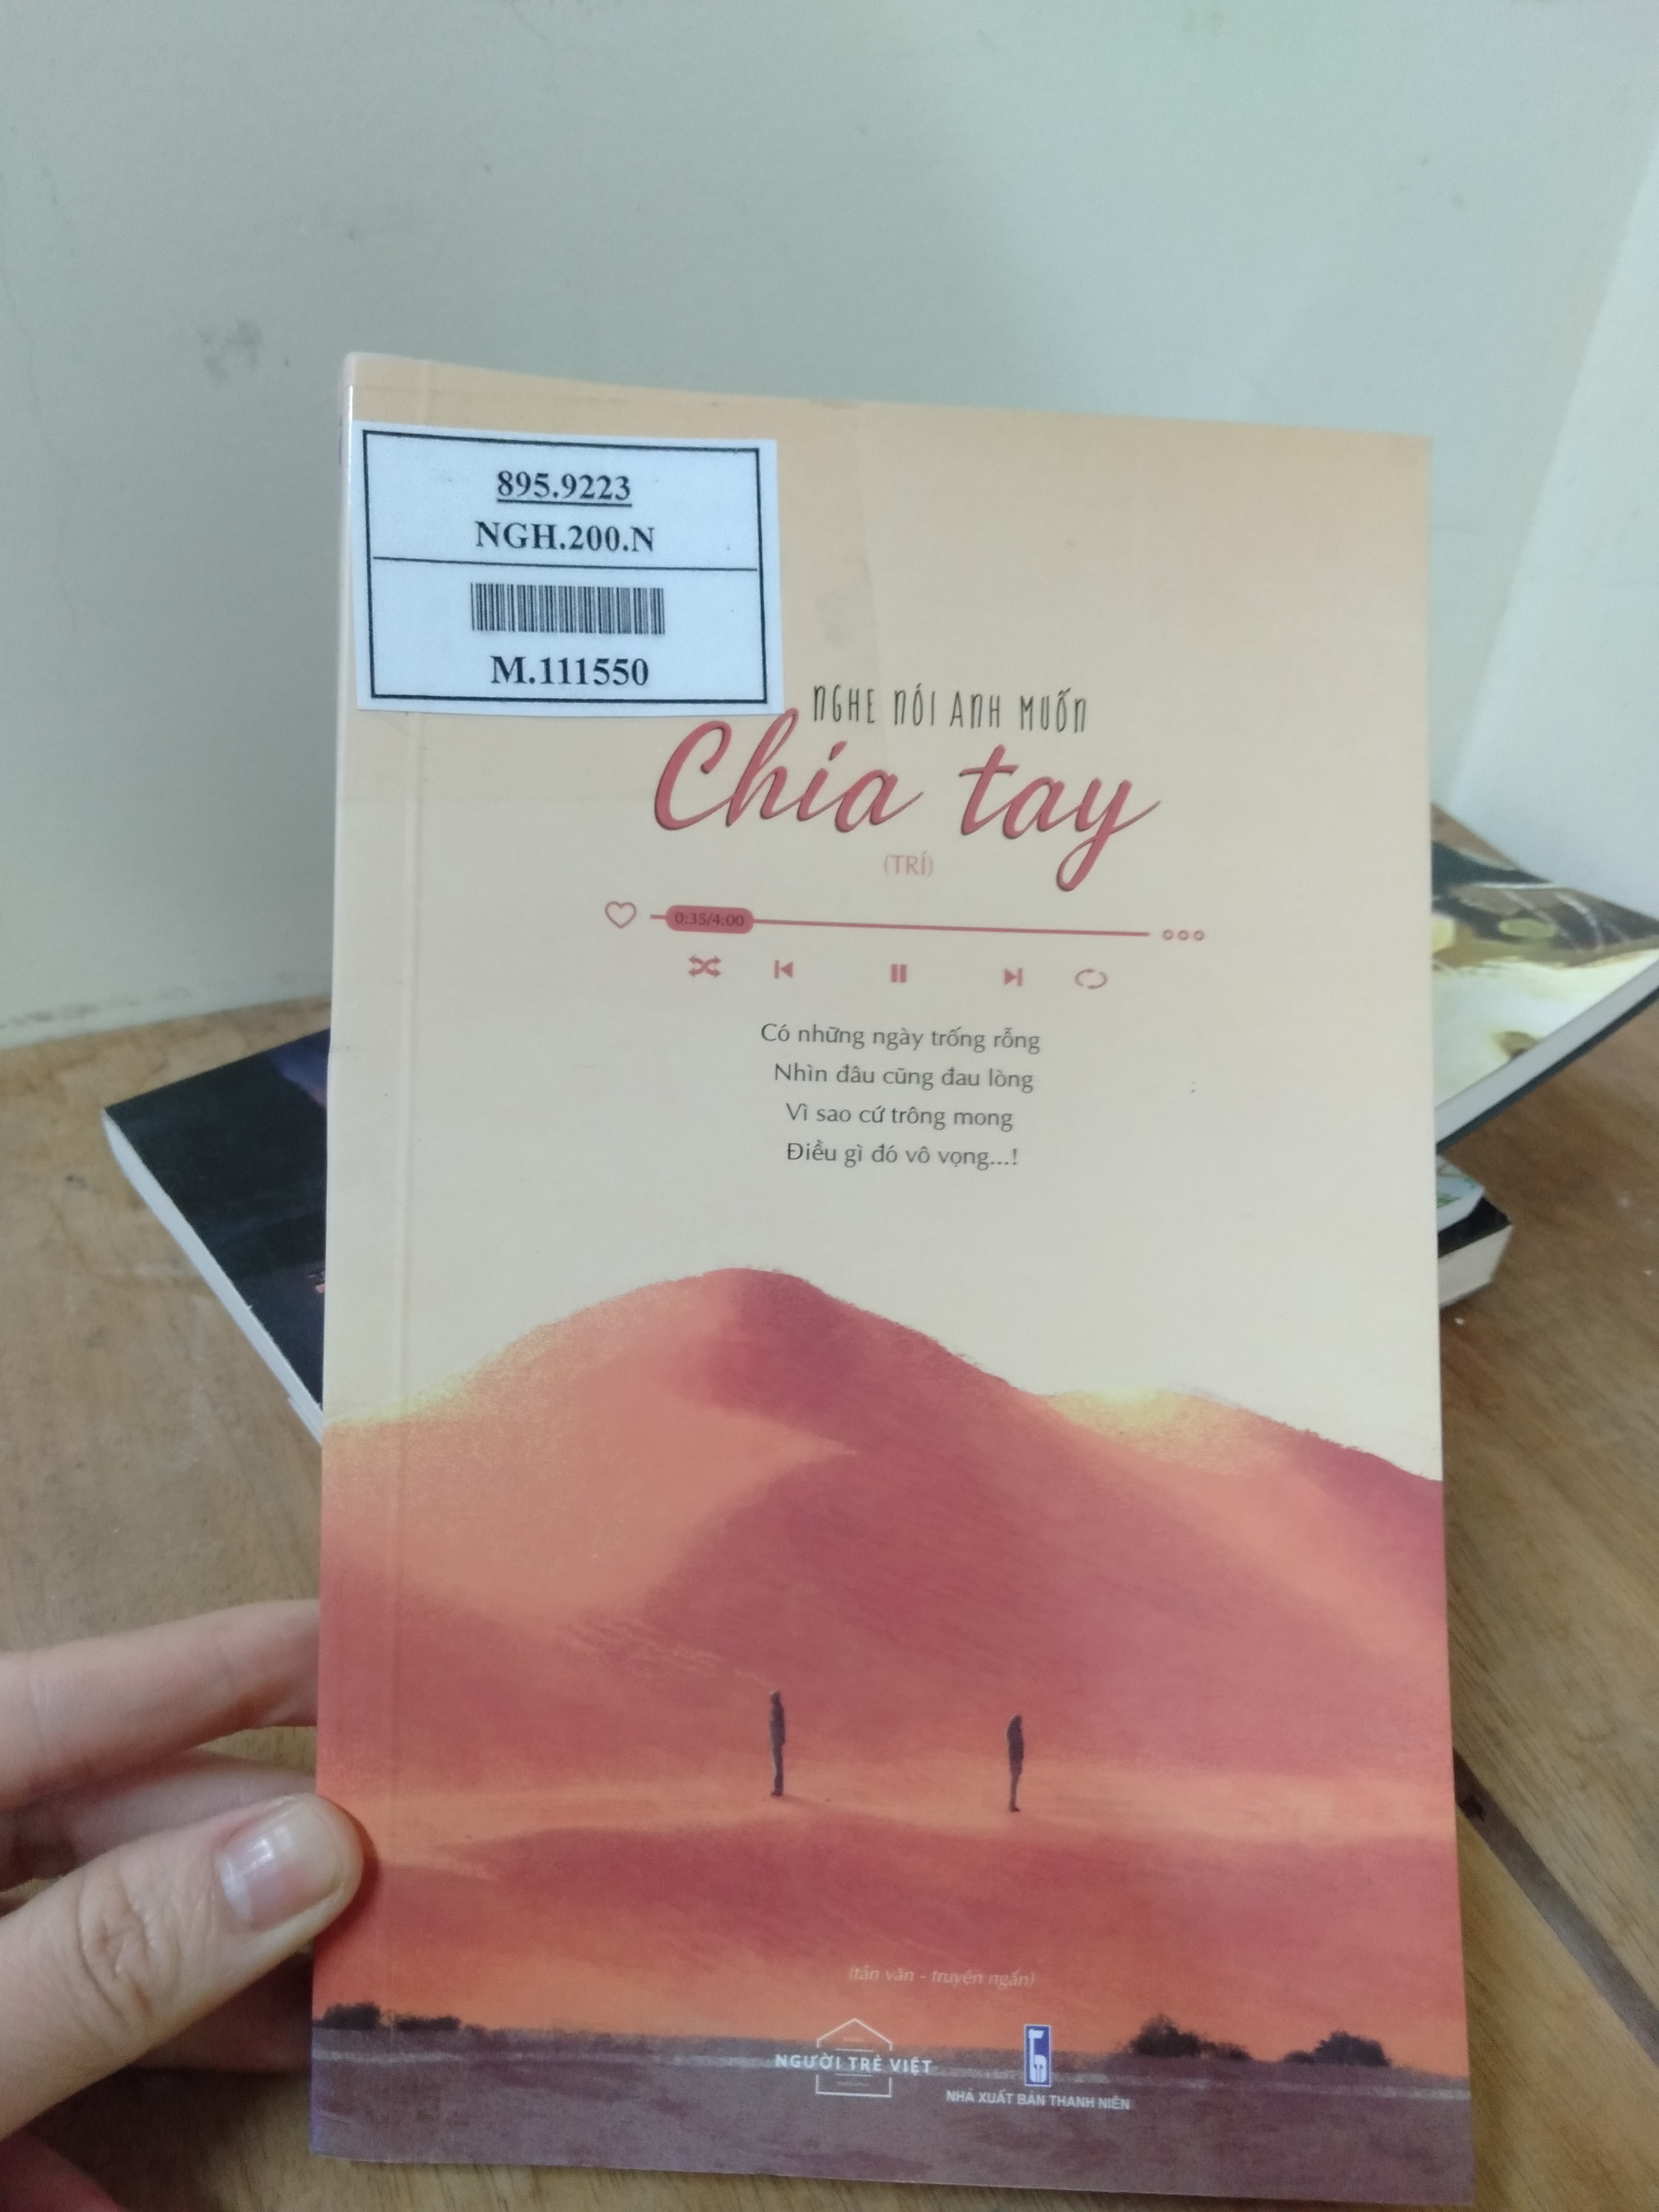 895.9223
NGH.200.N
M.111550
NGHE NÓI ANH MUỐN
Chia tay
(TRÍ)
0:35/4:00
Có những ngày trống rỗng
Nhìn đâu cũng đau lòng
Vì sao cứ trông mong
Điều gì đó vô vọng...!
(tản văn - truyện ngắn)
NGƯỜI TRẺ VIỆT
NHÀ XUẤT BẢN THANH NIÊN